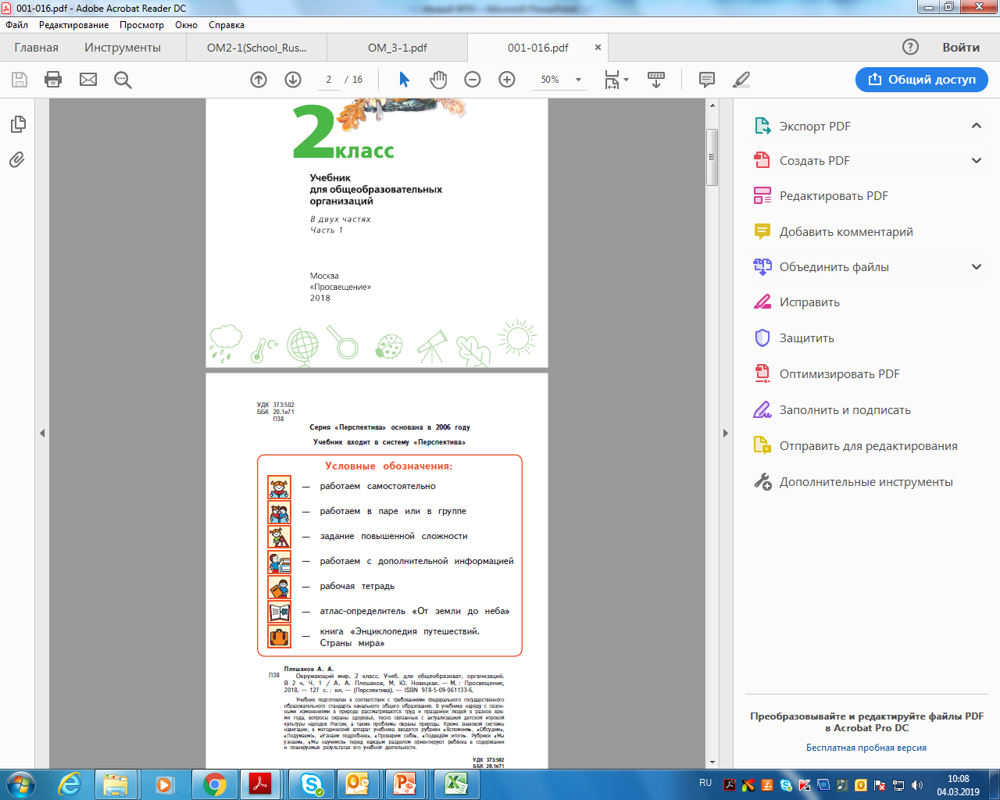 001-016.pdf - Adobe Acrobat Reader DC
Файл Редактирование Просмотр Окно Справка
Главная Инструменты OM2-1(School_Rus... OM_3-1.pdf 001-016.pdf × ? Войти
2 / 16 50% Общий доступ
2 класс
Учебник
для общеобразовательных
организаций
В двух частях
Часть 1
Москва
«Просвещение»
2018
УДК 373:502
ББК 20.1я71
П38
Серия «Перспектива» основана в 2006 году
Учебник входит в систему «Перспектива»
Условные обозначения:
— работаем самостоятельно
— работаем в паре или в группе
— задание повышенной сложности
— работаем с дополнительной информацией
— рабочая тетрадь
— атлас-определитель «От земли до неба»
— книга «Энциклопедия путешествий.
Страны мира»
Плешаков А. А.
П38 Окружающий мир. 2 класс. Учеб. для общеобразоват. организаций.
В 2 ч. Ч. 1 / А. А. Плешаков, М. Ю. Новицкая. — М. : Просвещение,
2018. — 127 с. : ил. — (Перспектива). — ISBN 978-5-09-061133-6.
Учебник подготовлен в соответствии с требованиями Федерального государственного
образовательного стандарта начального общего образования. В учебнике наряду с сезон-
ными изменениями в природе рассматриваются труд и праздники людей в разное вре-
мя года, вопросы охраны здоровья, тесно связанные с актуализацией детской игровой
культуры народов России, а также проблемы охраны природы. Кроме знаковой системы
навигации, в методический аппарат учебника вводятся рубрики «Вспомним», «Обсудим»,
«Подумаем!», «Узнаем подробнее», «Проверим себя», «Подведём итоги». Рубрики «Мы
узнаем», «Мы научимся» перед каждым разделом ориентируют ребёнка в содержании
и планируемых результатах его учебной деятельности.
УДК 373:502
ББК 20.1я71
Экспорт PDF
Создать PDF
Редактировать PDF
Добавить комментарий
Объединить файлы
Исправить
Защитить
Оптимизировать PDF
Заполнить и подписать
Отправить для редактирования
Дополнительные инструменты
Преобразовывайте и редактируйте файлы PDF
в Acrobat Pro DC
Бесплатная пробная версия
RU 10:08
04.03.2019